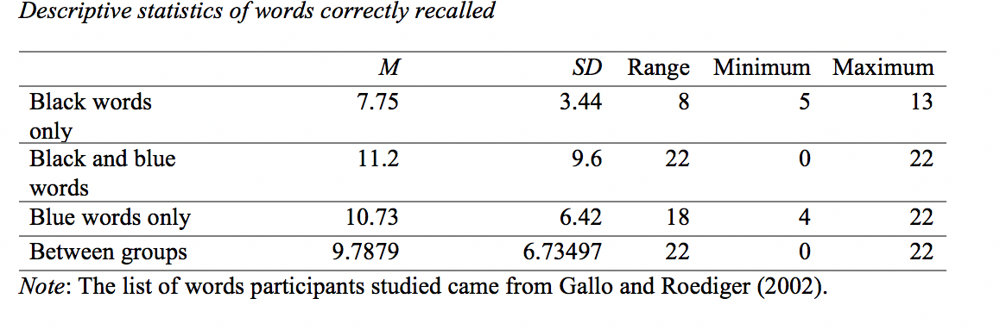 Descriptive statistics of words correctly recalled
M SD Range Minimum Maximum
Black words 7.75 3.44 8 5 13
only
Black and blue 11.2 9.6 22 0 22
words
Blue words only 10.73 6.42 18 4 22
Between groups 9.7879 6.73497 22 0 22
Note: The list of words participants studied came from Gallo and Roediger (2002).